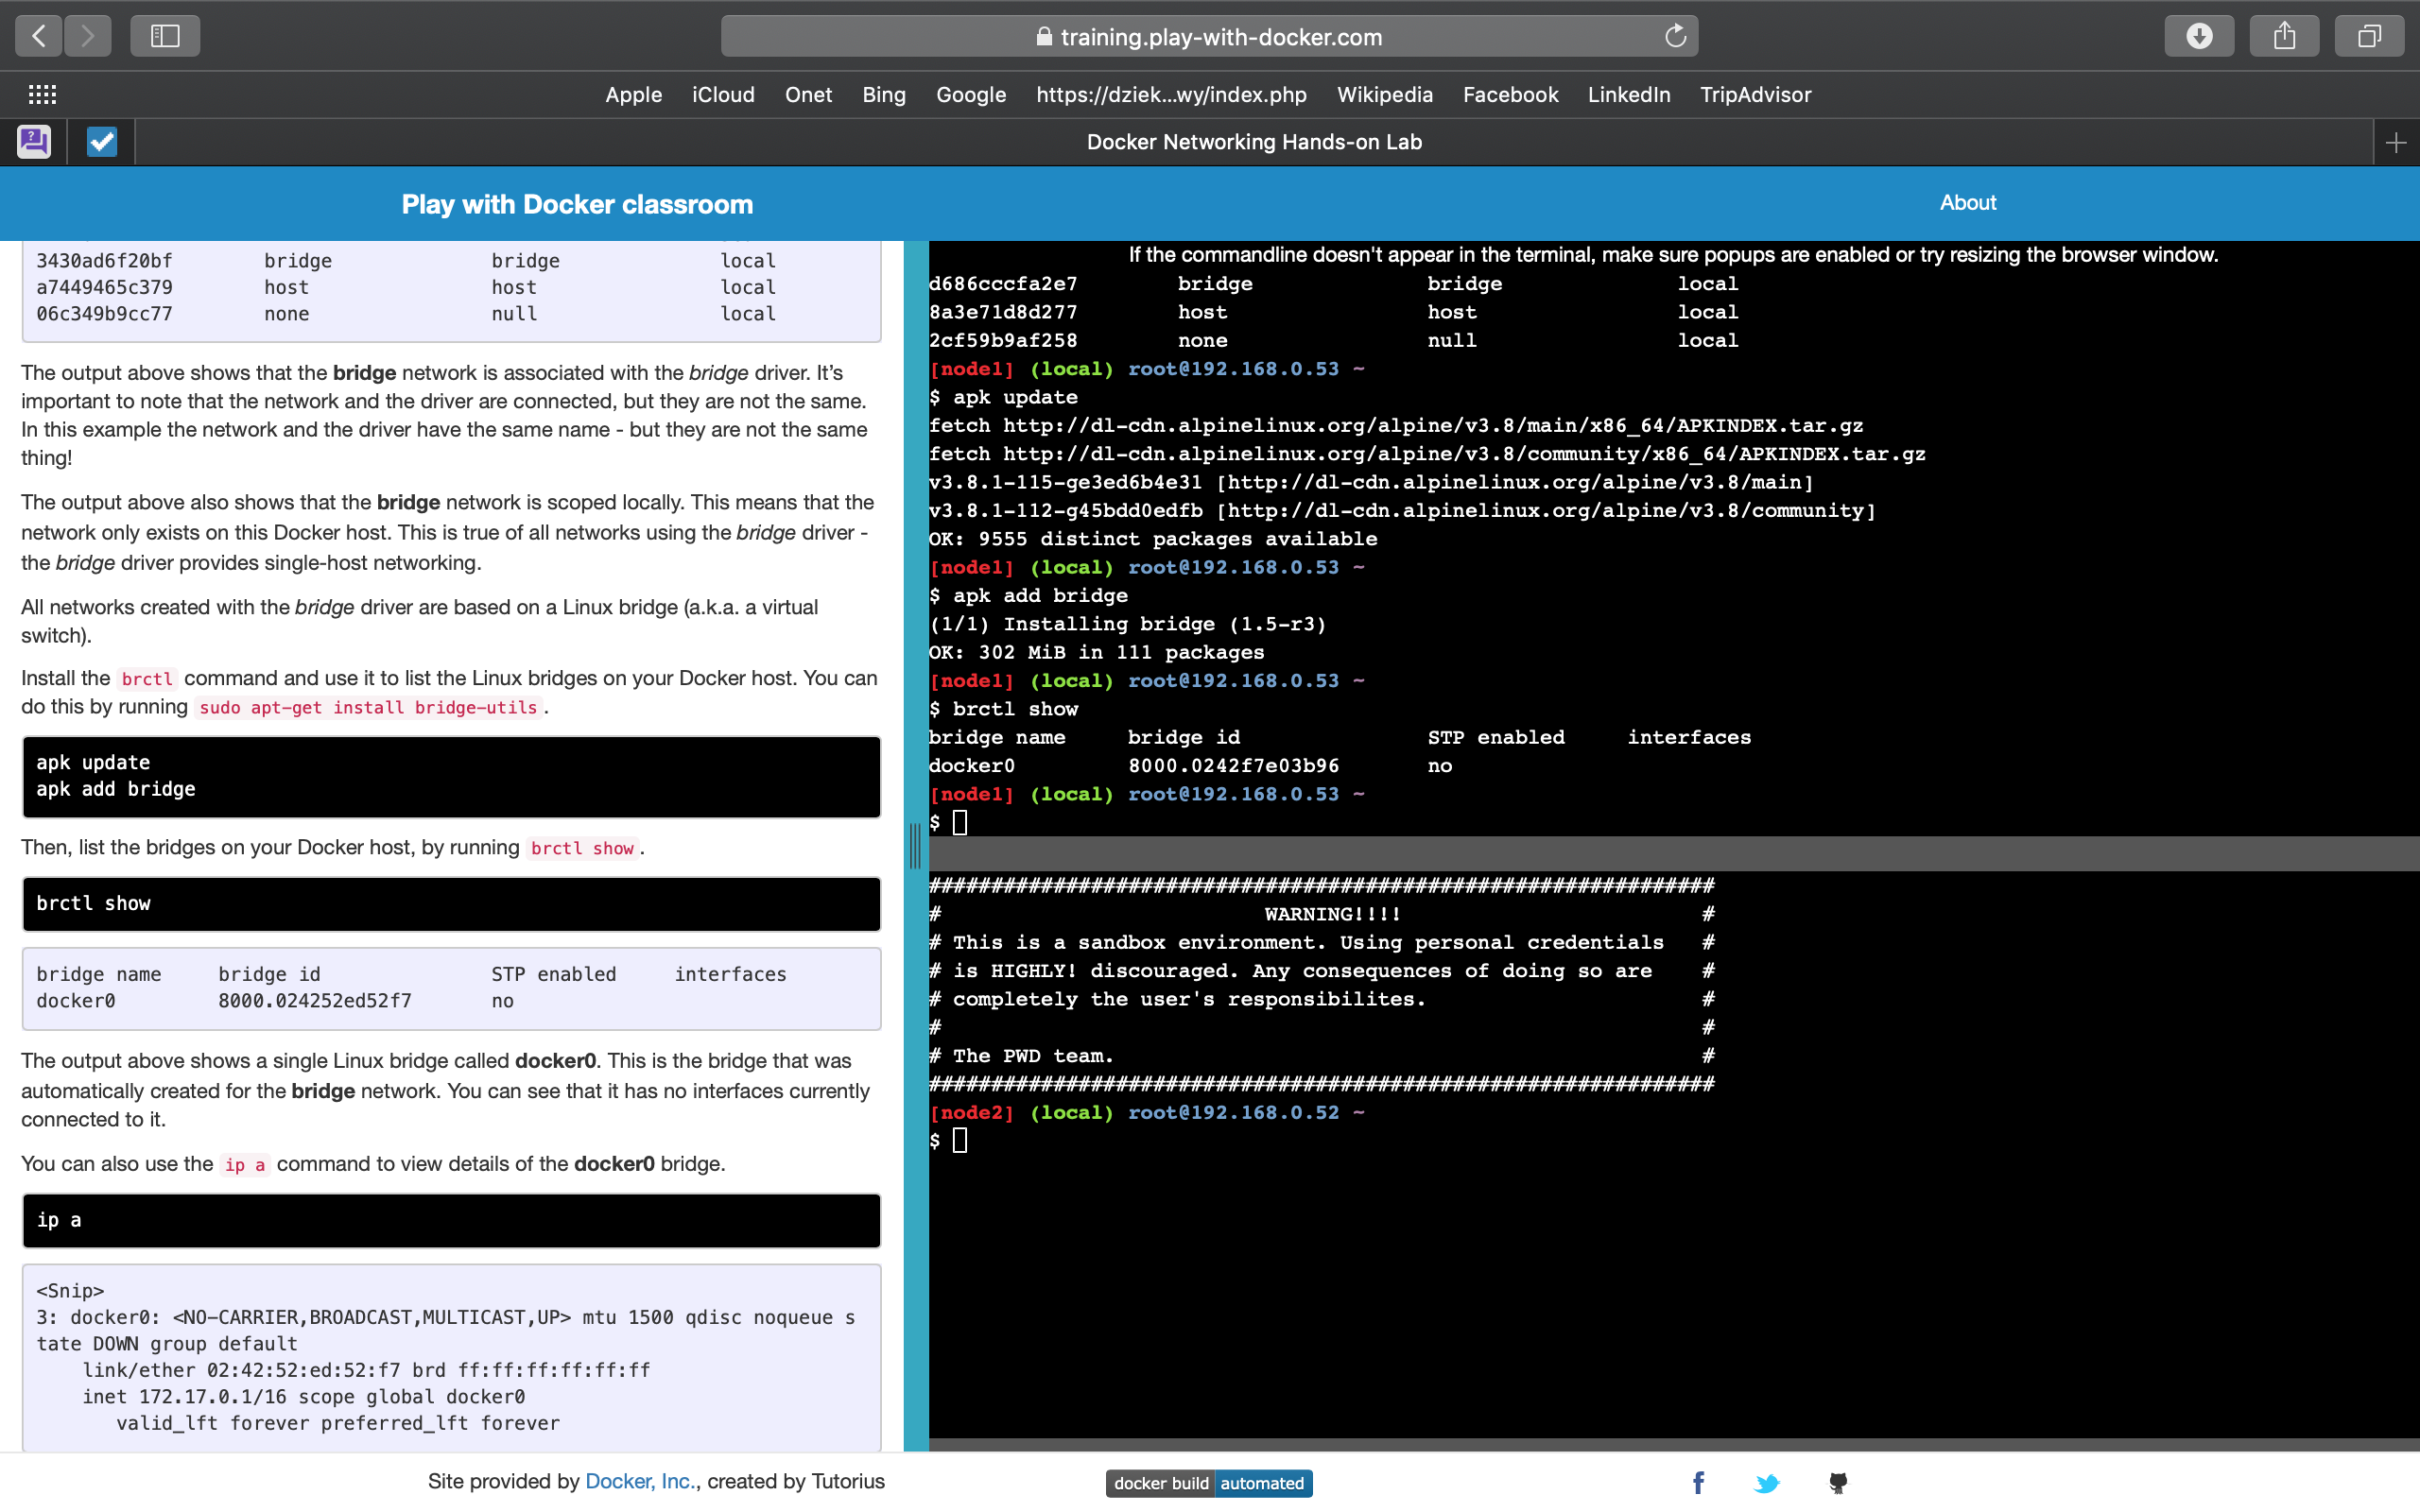 training.play-with-docker.com
Apple iCloud Onet Bing Google https://dziek...wy/index.php Wikipedia Facebook LinkedIn TripAdvisor
Docker Networking Hands-on Lab
Play with Docker classroom
About
3430ad6f20bf bridge bridge local
a7449465c379 host host local
06c349b9cc77 none null local
The output above shows that the bridge network is associated with the bridge driver. It’s
important to note that the network and the driver are connected, but they are not the same.
In this example the network and the driver have the same name - but they are not the same
thing!
The output above also shows that the bridge network is scoped locally. This means that the
network only exists on this Docker host. This is true of all networks using the bridge driver -
the bridge driver provides single-host networking.
All networks created with the bridge driver are based on a Linux bridge (a.k.a. a virtual
switch).
Install the brctl command and use it to list the Linux bridges on your Docker host. You can
do this by running sudo apt-get install bridge-utils.
apk update
apk add bridge
Then, list the bridges on your Docker host, by running brctl show.
brctl show
bridge name bridge id STP enabled interfaces
docker0 8000.024252ed52f7 no
The output above shows a single Linux bridge called docker0. This is the bridge that was
automatically created for the bridge network. You can see that it has no interfaces currently
connected to it.
You can also use the ip a command to view details of the docker0 bridge.
ip a
<Snip>
3: docker0: <NO-CARRIER,BROADCAST,MULTICAST,UP> mtu 1500 qdisc noqueue s
tate DOWN group default
link/ether 02:42:52:ed:52:f7 brd ff:ff:ff:ff:ff:ff
inet 172.17.0.1/16 scope global docker0
valid_lft forever preferred_lft forever
If the commandline doesn't appear in the terminal, make sure popups are enabled or try resizing the browser window.
d686cccfa2e7 bridge bridge local
8a3e71d8d277 host host local
2cf59b9af258 none null local
[node1] (local) root@192.168.0.53 ~
$ apk update
fetch http://dl-cdn.alpinelinux.org/alpine/v3.8/main/x86_64/APKINDEX.tar.gz
fetch http://dl-cdn.alpinelinux.org/alpine/v3.8/community/x86_64/APKINDEX.tar.gz
v3.8.1-115-ge3ed6b4e31 [http://dl-cdn.alpinelinux.org/alpine/v3.8/main]
v3.8.1-112-g45bdd0edfb [http://dl-cdn.alpinelinux.org/alpine/v3.8/community]
OK: 9555 distinct packages available
[node1] (local) root@192.168.0.53 ~
$ apk add bridge
(1/1) Installing bridge (1.5-r3)
OK: 302 MiB in 111 packages
[node1] (local) root@192.168.0.53 ~
$ brctl show
bridge name bridge id STP enabled interfaces
docker0 8000.0242f7e03b96 no
[node1] (local) root@192.168.0.53 ~
$
###############################################################
# WARNING!!!! #
# This is a sandbox environment. Using personal credentials #
# is HIGHLY! discouraged. Any consequences of doing so are #
# completely the user's responsibilites. #
# #
# The PWD team. #
###############################################################
[node2] (local) root@192.168.0.52 ~
$
Site provided by Docker, Inc., created by Tutorius
docker build automated